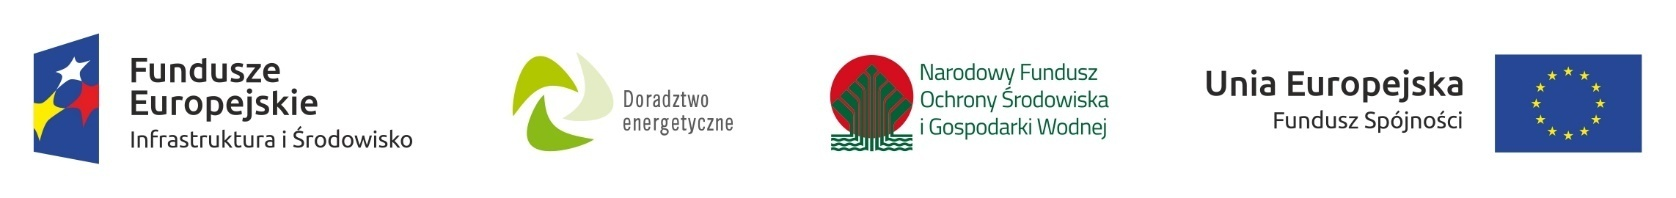 Fundusze
Europejskie
Infrastruktura i Środowisko
Doradztwo
energetyczne
Narodowy Fundusz
Ochrony Środowiska
i Gospodarki Wodnej
Unia Europejska
Fundusz Spójności